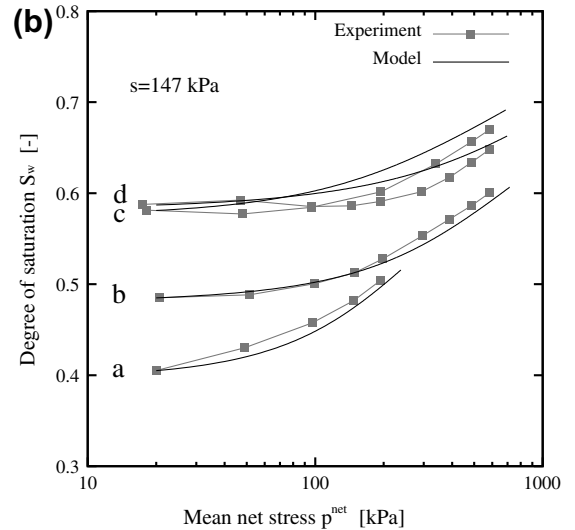 (b)
0.8
0.7
0.6
0.5
0.4
0.3
Degree of saturation S_w [-]
Experiment
Model
s=147 kPa
d
c
b
a
10
100
1000
Mean net stress p^net [kPa]